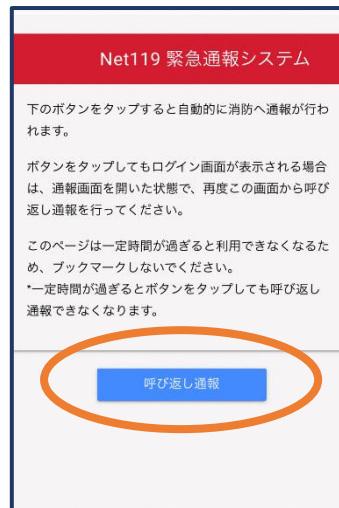 Net119 緊急通報システム
下のボタンをタップすると自動的に消防へ通報が行わ
れます。
ボタンをタップしてもログイン画面が表示される場合
は、通報画面を開いた状態で、再度この画面から呼び
返し通報を行ってください。
このページは一定時間が過ぎると利用できなくなるた
め、ブックマークしないでください。
*一定時間が過ぎるとボタンをタップしても呼び返し
通報できなくなります。
呼び返し通報